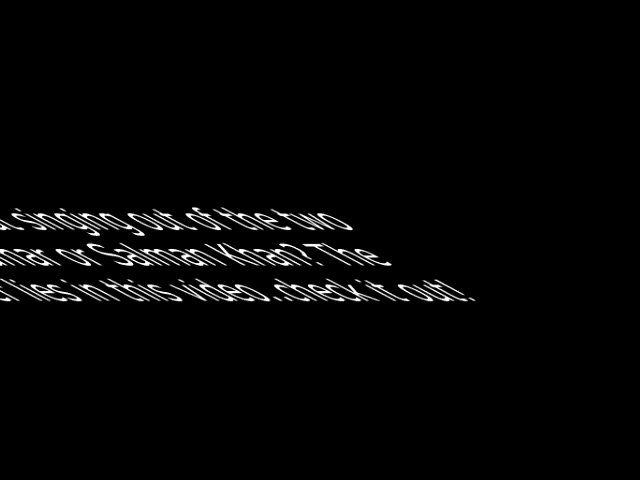 singing out of the two
or Salman Khan? The
lies in this video..check it out!.